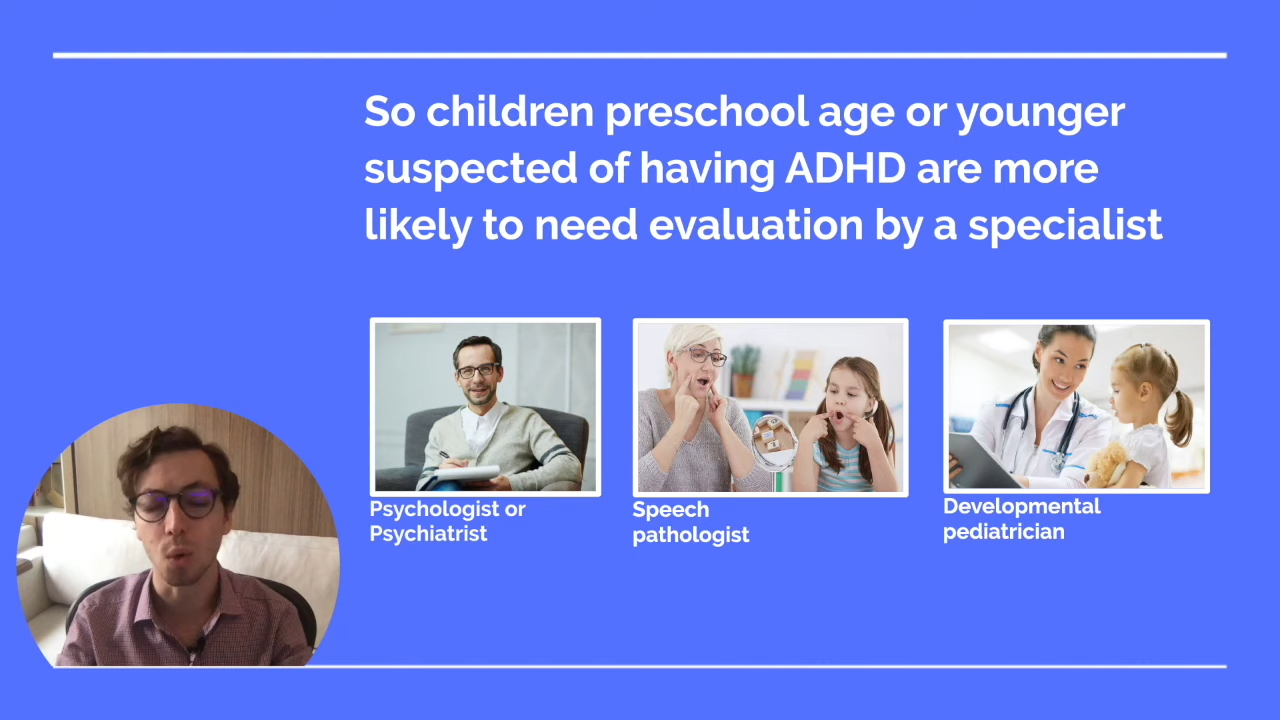 So children preschool age or younger
suspected of having ADHD are more
likely to need evaluation by a specialist
Psychologist or
Psychiatrist
Speech
pathologist
Developmental
pediatrician